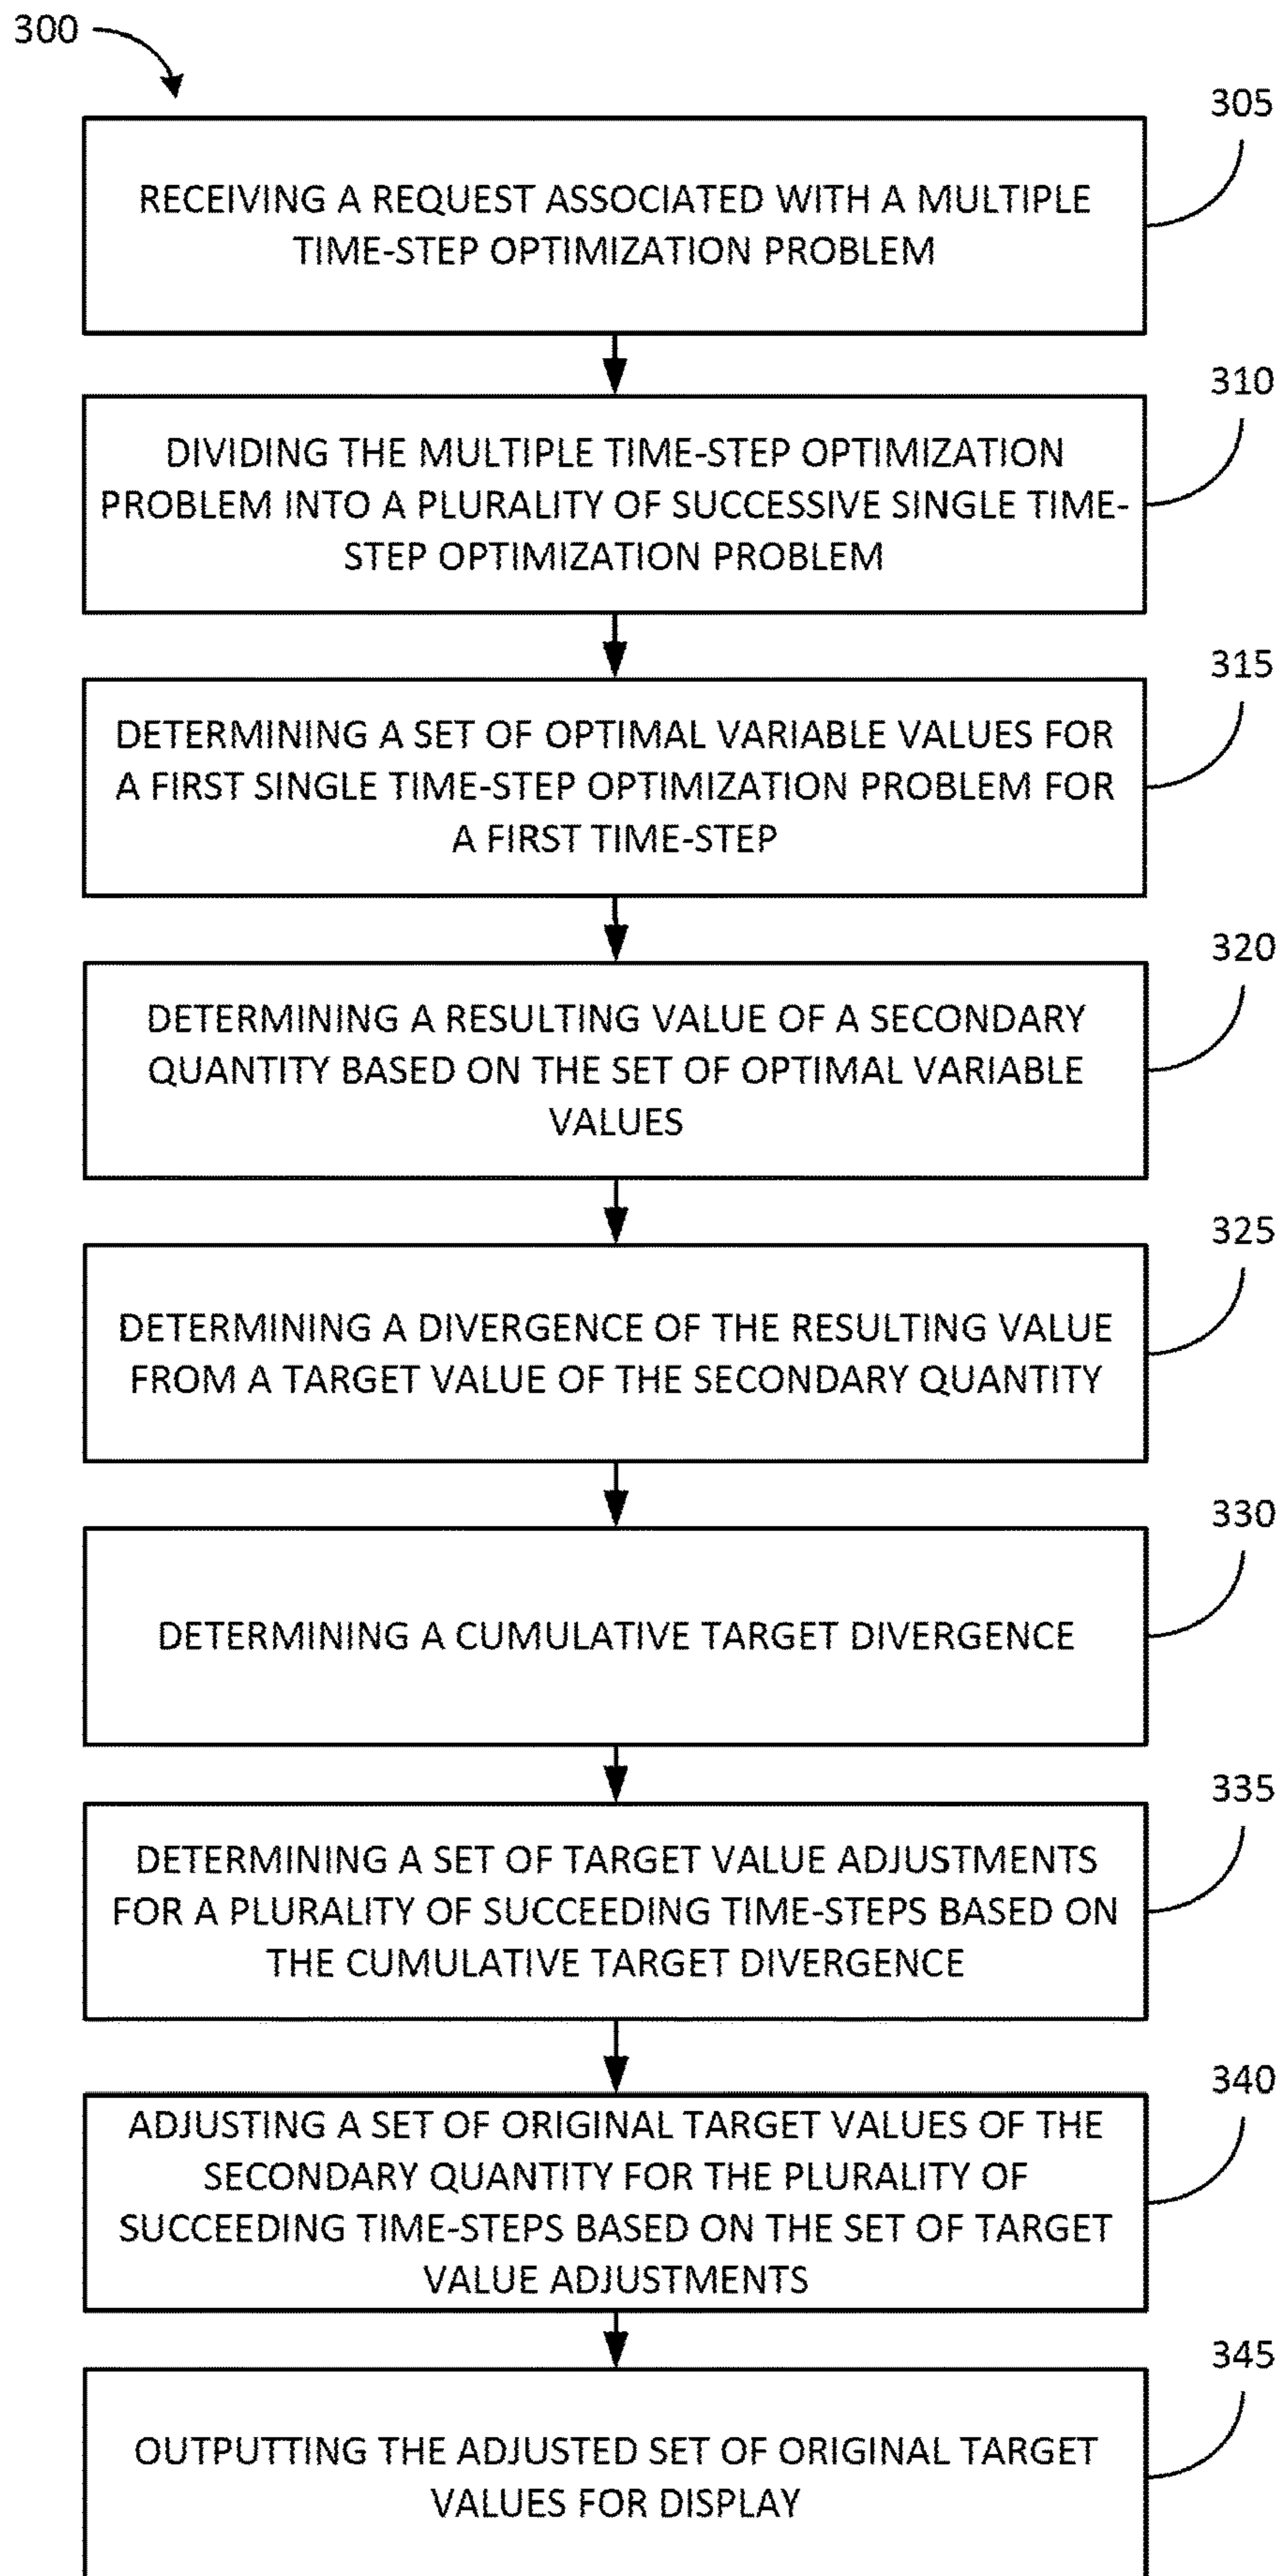 300
305
RECEIVING A REQUEST ASSOCIATED WITH A MULTIPLE
TIME-STEP OPTIMIZATION PROBLEM
310
DIVIDING THE MULTIPLE TIME-STEP OPTIMIZATION
PROBLEM INTO A PLURALITY OF SUCCESSIVE SINGLE TIME-
STEP OPTIMIZATION PROBLEM
315
DETERMINING A SET OF OPTIMAL VARIABLE VALUES FOR
A FIRST SINGLE TIME-STEP OPTIMIZATION PROBLEM FOR
A FIRST TIME-STEP
320
DETERMINING A RESULTING VALUE OF A SECONDARY
QUANTITY BASED ON THE SET OF OPTIMAL VARIABLE
VALUES
325
DETERMINING A DIVERGENCE OF THE RESULTING VALUE
FROM A TARGET VALUE OF THE SECONDARY QUANTITY
330
DETERMINING A CUMULATIVE TARGET DIVERGENCE
335
DETERMINING A SET OF TARGET VALUE ADJUSTMENTS
FOR A PLURALITY OF SUCCEEDING TIME-STEPS BASED ON
THE CUMULATIVE TARGET DIVERGENCE
340
ADJUSTING A SET OF ORIGINAL TARGET VALUES OF THE
SECONDARY QUANTITY FOR THE PLURALITY OF
SUCCEEDING TIME-STEPS BASED ON THE SET OF TARGET
VALUE ADJUSTMENTS
345
OUTPUTTING THE ADJUSTED SET OF ORIGINAL TARGET
VALUES FOR DISPLAY